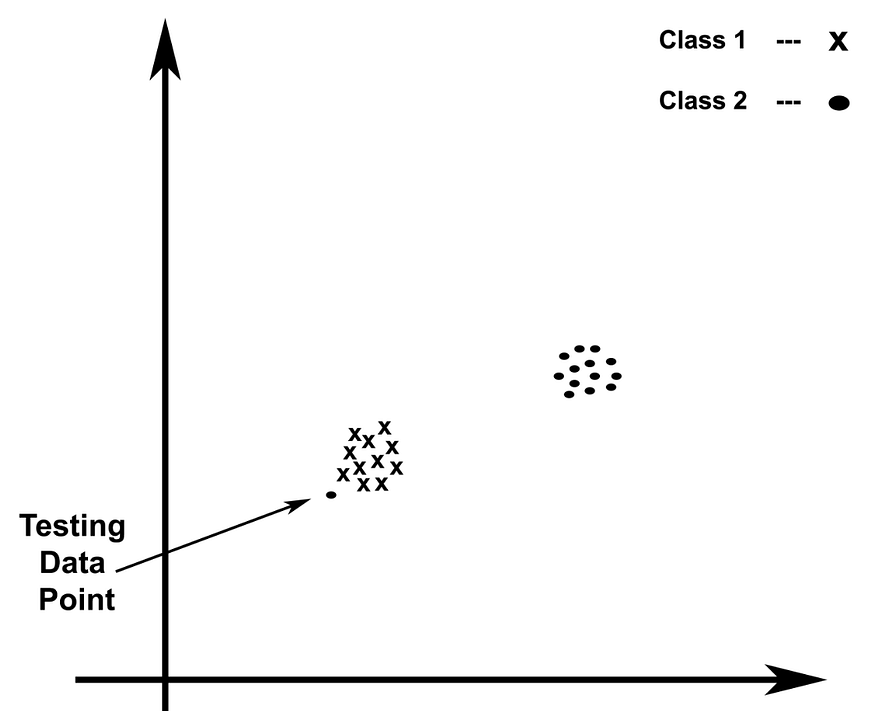 Class 1 --- x
Class 2 ---
Testing
Data
Point